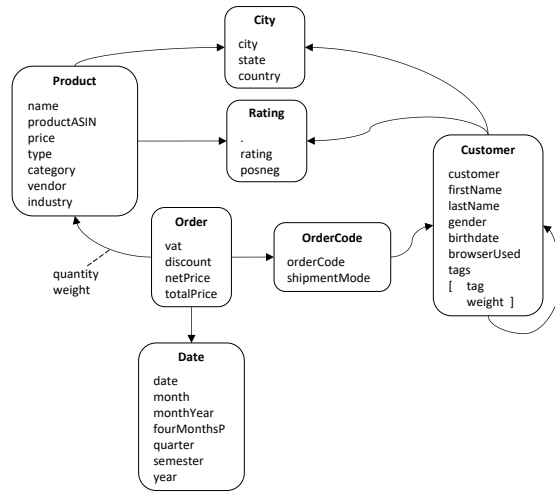 City
city
state
country
Product
name
productASIN
price
type
category
vendor
industry
Rating
.
rating
posneg
Customer
customer
firstName
lastName
gender
birthdate
browserUsed
tags
[ tag
weight ]
Order
vat
discount
netPrice
totalPrice
OrderCode
orderCode
shipmentMode
quantity
weight
Date
date
month
monthYear
fourMonthsP
quarter
semester
year